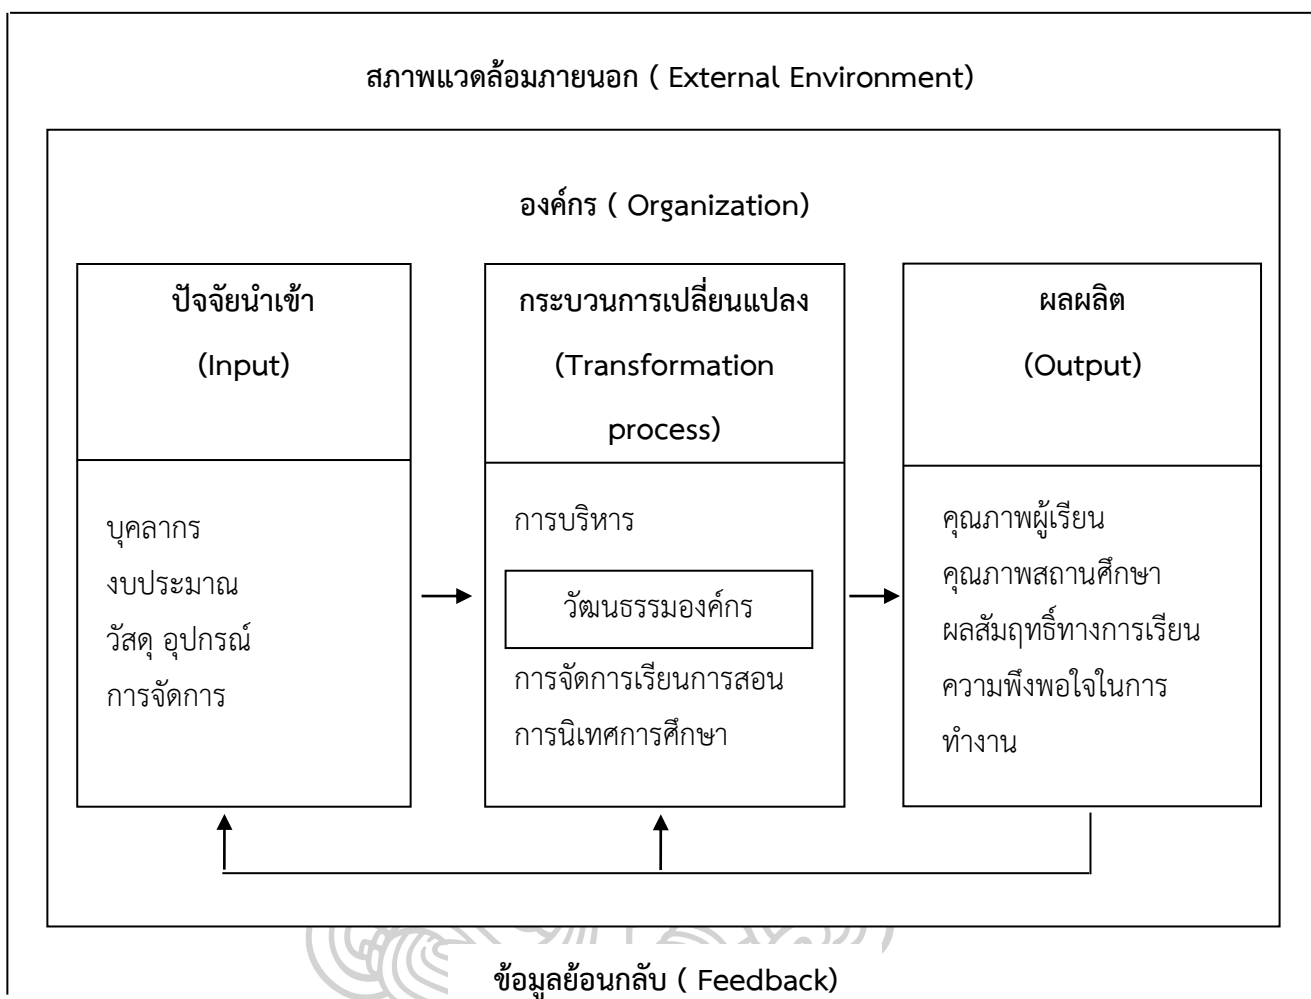 สภาพแวดล้อมภายนอก ( External Environment)
องค์กร ( Organization)
ปัจจัยนำเข้า
(Input)
บุคลากร
งบประมาณ
วัสดุ อุปกรณ์
การจัดการ
กระบวนการเปลี่ยนแปลง
(Transformation
process)
การบริหาร
วัฒนธรรมองค์กร
การจัดการเรียนการสอน
การนิเทศการศึกษา
ผลผลิต
(Output)
คุณภาพผู้เรียน
คุณภาพสถานศึกษา
ผลสัมฤทธิ์ทางการเรียน
ความพึงพอใจในการ
ทำงาน
ข้อมูลย้อนกลับ ( Feedback)